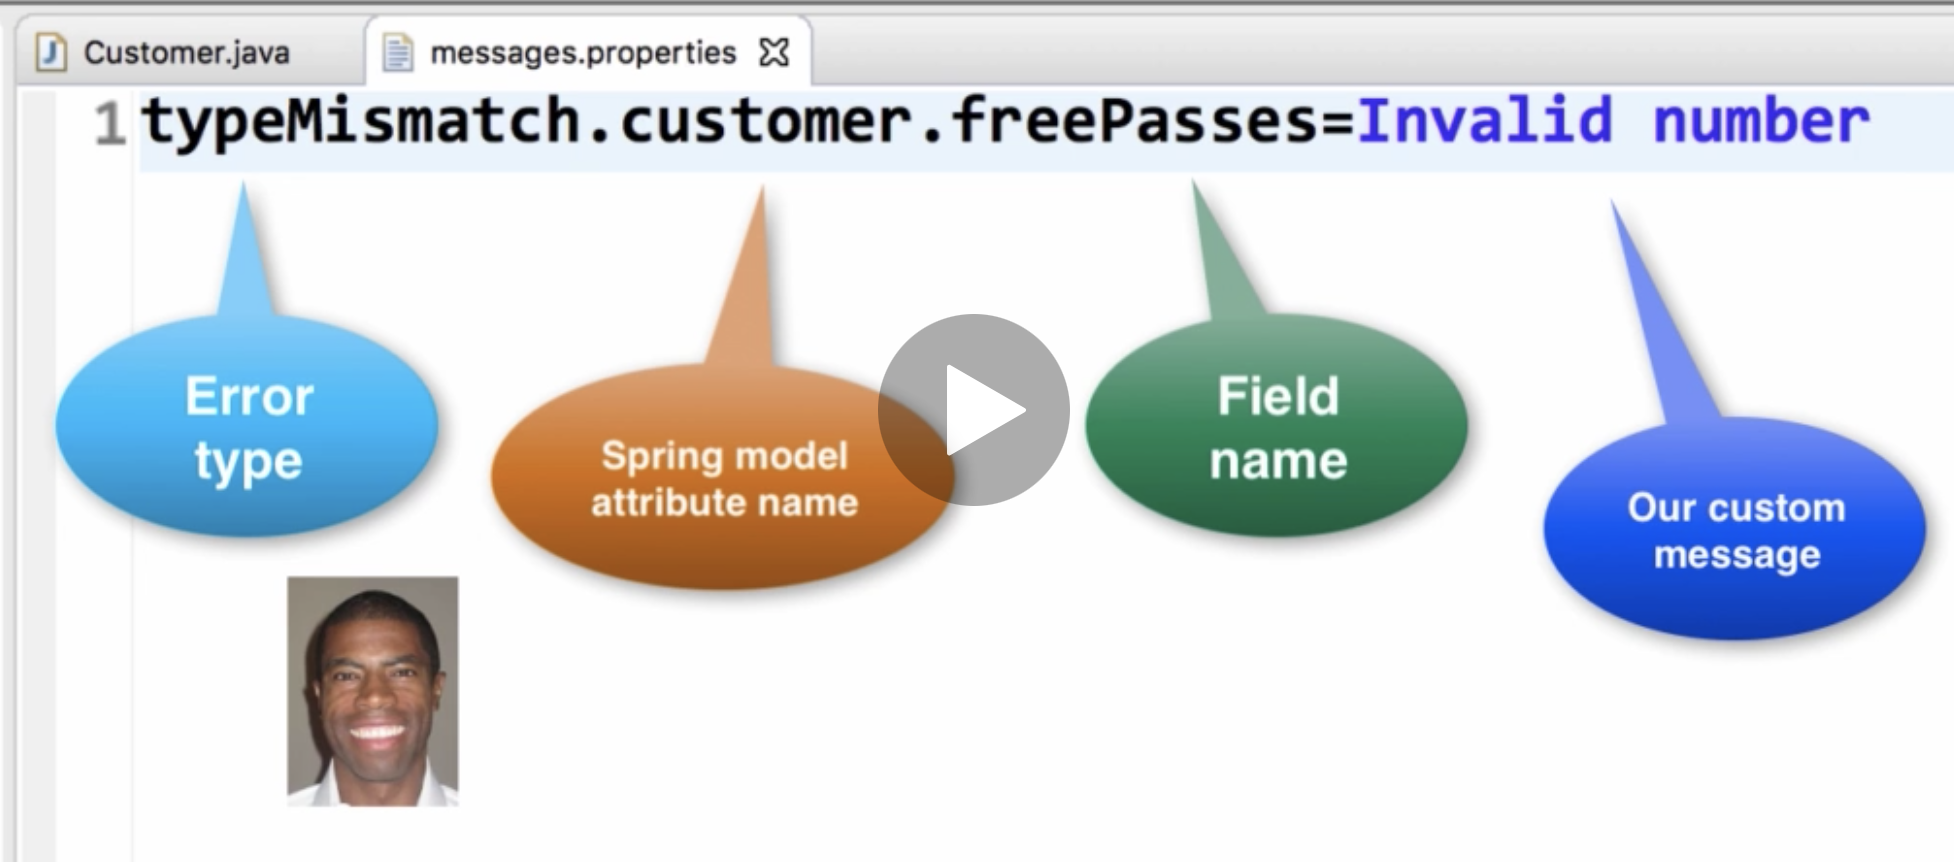 Customer.java
messages.properties
1 typeMismatch.customer.freePasses=Invalid number
Error
type
Spring model
attribute name
Field
name
Our custom
message